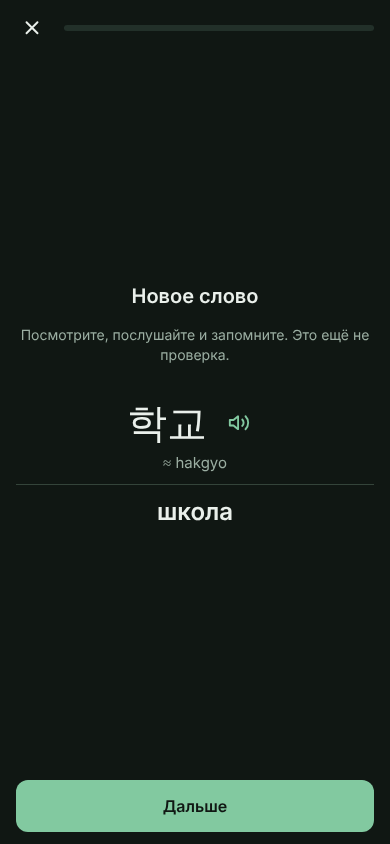 Новое слово
Посмотрите, послушайте и запомните. Это ещё не
проверка.
학교
≈ hakgyo
школа
Дальше